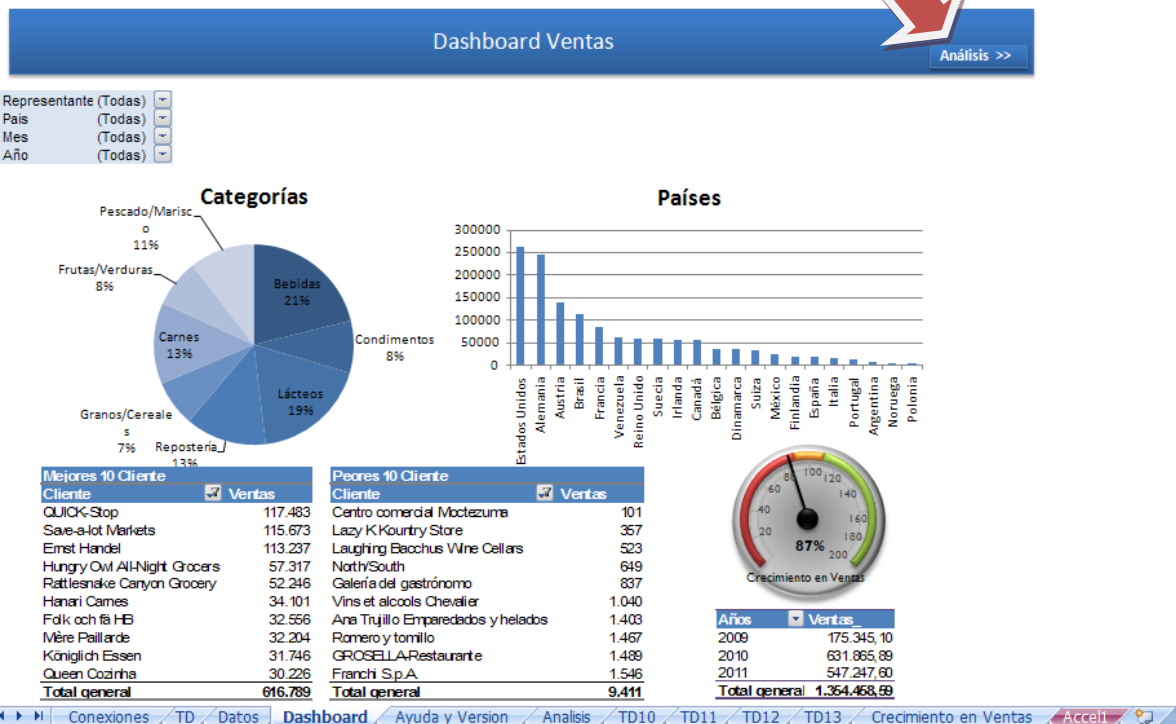 Dashboard Ventas
Análisis >>
Representante (Todas)
Pais (Todas)
Mes (Todas)
Año (Todas)
Categorías
Pescado/Marisc
o
11%
Frutas/Verduras
8%
Bebidas
21%
Carnes
13%
Condimentos
8%
Lácteos
19%
Granos/Cereale
s
7%
Repostería
13%
Países
300000
250000
200000
150000
100000
50000
0
Estados Unidos
Alemania
Austria
Brasil
Francia
Venezuela
Reino Unido
Suecia
Irlanda
Canadá
Bélgica
Dinamarca
Suiza
México
Finlandia
España
Italia
Portugal
Argentina
Noruega
Polonia
Mejores 10 Cliente
Cliente Ventas
QUICK-Stop 117.483
Save-a-lot Markets 115.673
Ernst Handel 113.237
Hungry Owl All-Night Grocers 57.317
Rattlesnake Canyon Grocery 52.246
Hanari Carnes 34.101
Folk och fä HB 32.556
Mère Paillarde 32.204
Königlich Essen 31.746
Queen Cozinha 30.226
Total general 616.789
Peores 10 Cliente
Cliente Ventas
Centro comercial Moctezuma 101
Lazy K Kountry Store 357
Laughing Bacchus Wine Cellars 523
North/South 649
Galería del gastrónomo 837
Vins et alcools Chevalier 1.040
Ana Trujillo Emparedados y helados 1.403
Romero y tomillo 1.467
GROSELLA-Restaurante 1.489
Franchi S.p.A. 1.546
Total general 9.411
20 40 60 80 100 120 140 160 180 200
87%
Crecimiento en Ventas
Años Ventas_
2009 175.345,10
2010 631.865,89
2011 547.247,60
Total general 1.354.458,59
Conexiones TD Datos Dashboard Ayuda y Version Analisis TD10 TD11 TD12 TD13 Crecimiento en Ventas Accel1